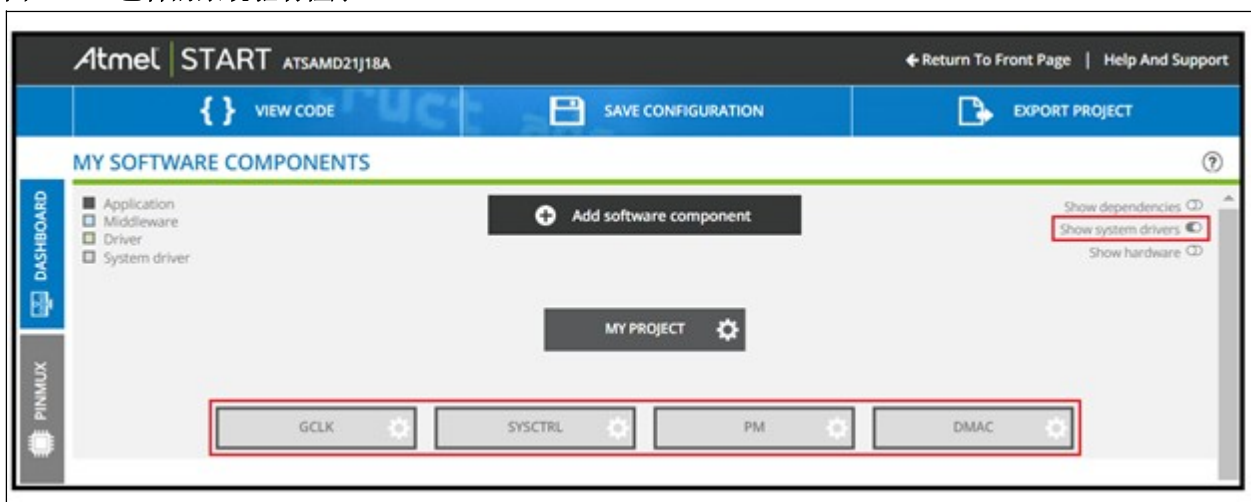 Atmel START ATSAMD21J18A
Return To Front Page | Help And Support
{ } VIEW CODE
SAVE CONFIGURATION
EXPORT PROJECT
MY SOFTWARE COMPONENTS
?
DASHBOARD
PINMUX
Application
Middleware
Driver
System driver
Add software component
Show dependencies
Show system drivers
Show hardware
MY PROJECT
GCLK
SYSCTRL
PM
DMAC